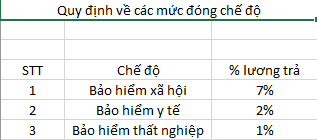 Quy định về các mức đóng chế độ
STT Chế độ % lương trả
1 Bảo hiểm xã hội 7%
2 Bảo hiểm y tế 2%
3 Bảo hiểm thất nghiệp 1%